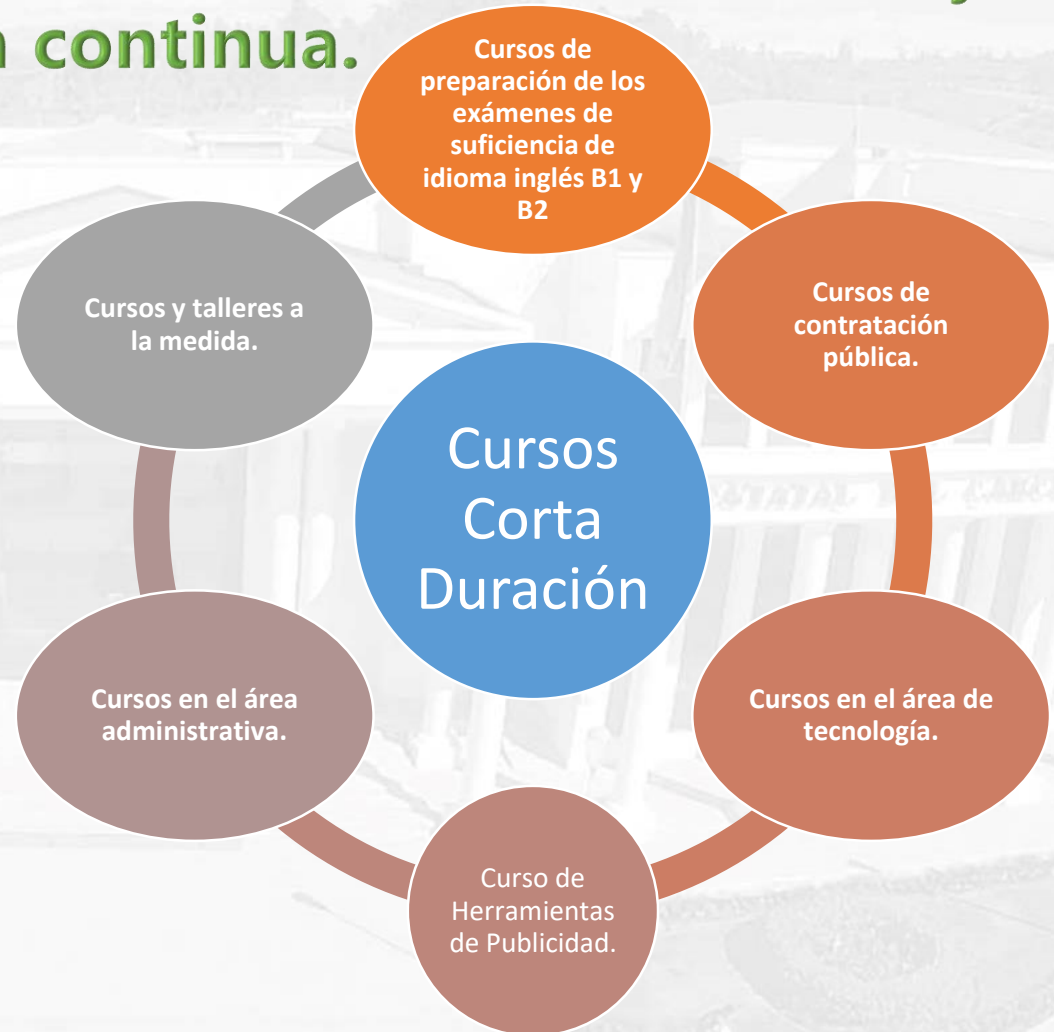 continua.
Cursos de
preparación de los
exámenes de
suficiencia de
idioma inglés B1 y
B2
Cursos y talleres a
la medida.
Cursos de
contratación
pública.
Cursos
Corta
Duración
Cursos en el área
administrativa.
Cursos en el área de
tecnología.
Curso de
Herramientas
de Publicidad.